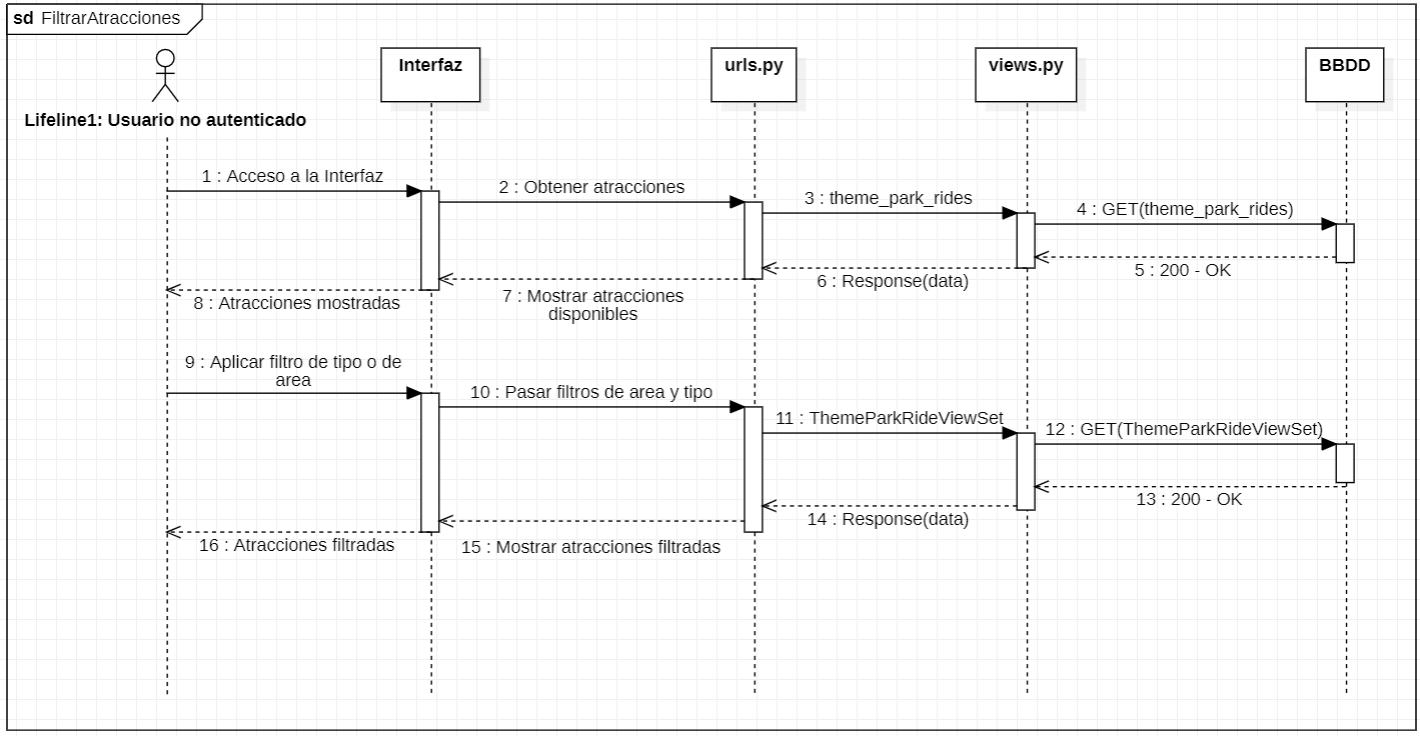 sd FiltrarAtracciones
Interfaz
urls.py
views.py
BBDD
Lifeline1: Usuario no autenticado
1 : Acceso a la Interfaz
2 : Obtener atracciones
3 : theme_park_rides
4 : GET(theme_park_rides)
5 : 200 - OK
6 : Response(data)
7 : Mostrar atracciones
disponibles
8 : Atracciones mostradas
9 : Aplicar filtro de tipo o de
area
10 : Pasar filtros de area y tipo
11 : ThemeParkRideViewSet
12 : GET(ThemeParkRideViewSet)
13 : 200 - OK
14 : Response(data)
15 : Mostrar atracciones filtradas
16 : Atracciones filtradas